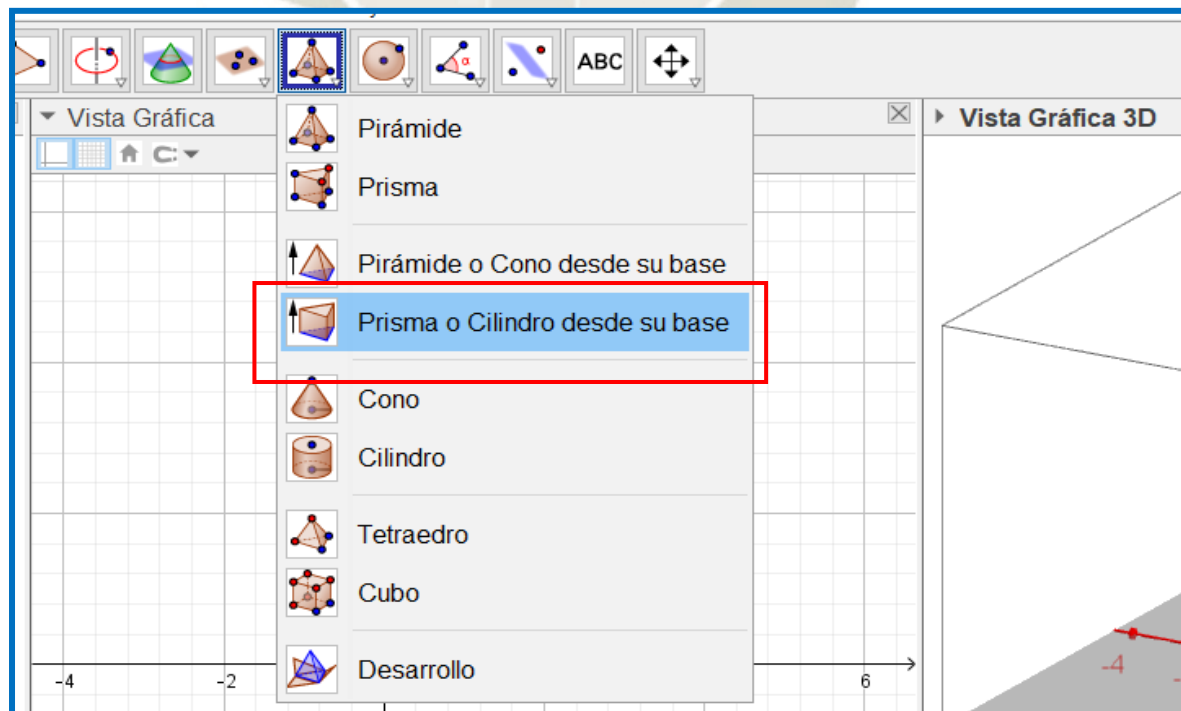 ABC
Vista Gráfica
Vista Gráfica 3D
Pirámide
Prisma
Pirámide o Cono desde su base
Prisma o Cilindro desde su base
Cono
Cilindro
Tetraedro
Cubo
Desarrollo
-4
-2
6
-4